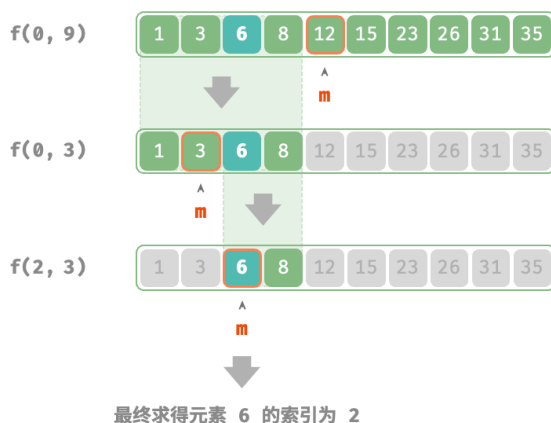 f(0, 9) 1 3 6 8 12 15 23 26 31 35
m
f(0, 3) 1 3 6 8 12 15 23 26 31 35
m
f(2, 3) 1 3 6 8 12 15 23 26 31 35
m
最终求得元素 6 的索引为 2